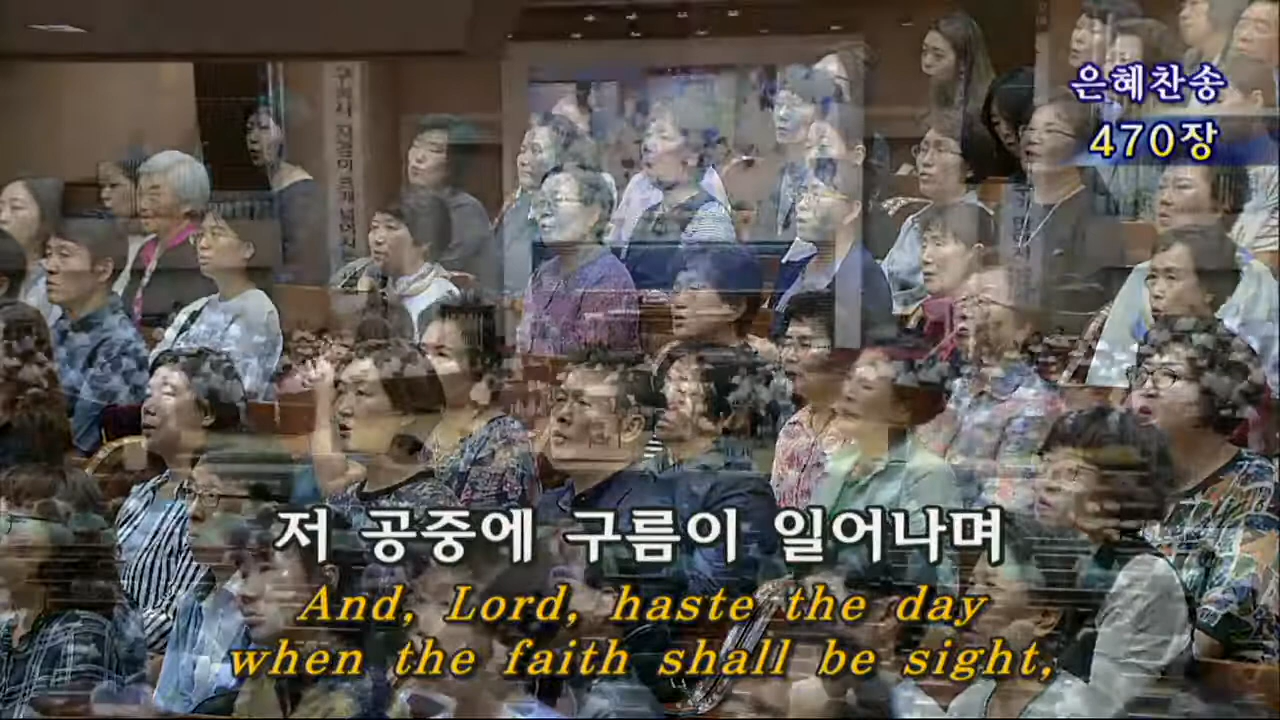 은혜찬송
470장
저 공중에 구름이 일어나며
And, Lord, haste the day
when the faith shall be sight,